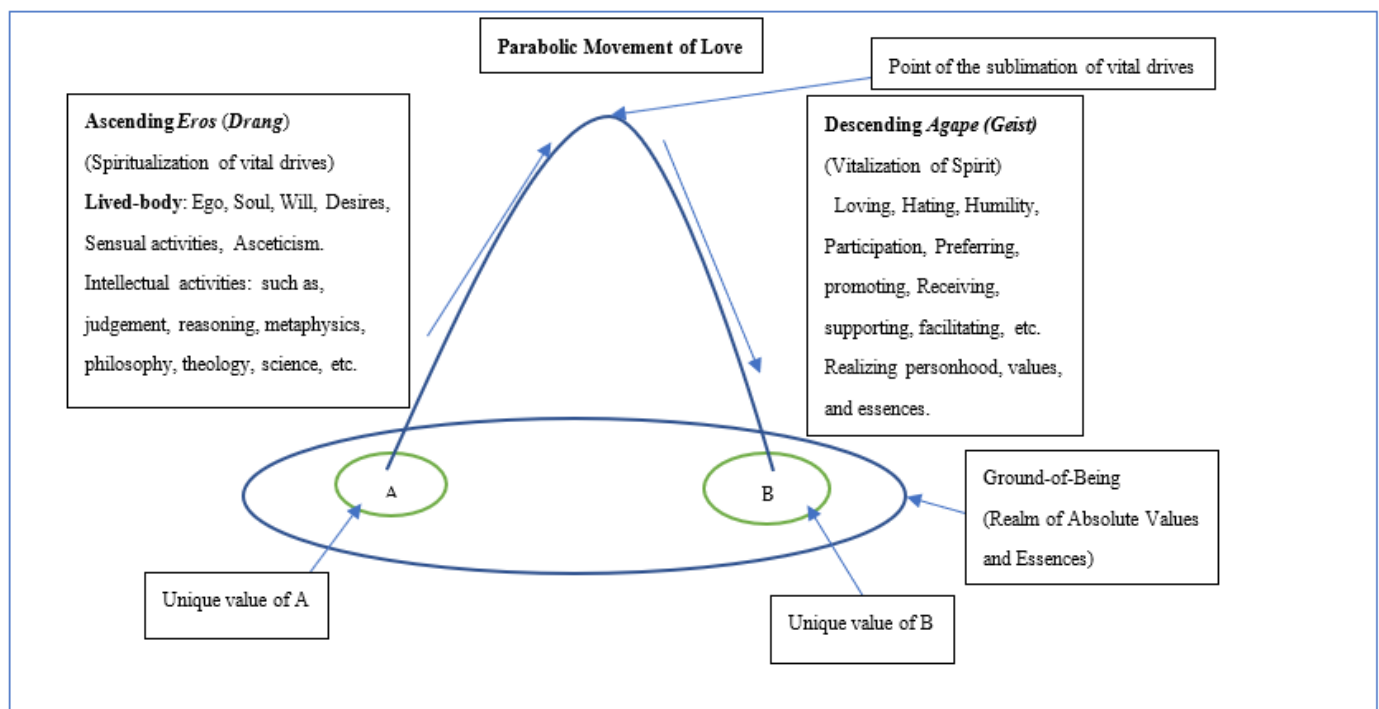 Parabolic Movement of Love
Point of the sublimation of vital drives
Ascending Eros (Drang)
(Spiritualization of vital drives)
Lived-body: Ego, Soul, Will, Desires,
Sensual activities, Asceticism.
Intellectual activities: such as,
judgement, reasoning, metaphysics,
philosophy, theology, science, etc.
Descending Agape (Geist)
(Vitalization of Spirit)
Loving, Hating, Humility,
Participation, Preferring,
promoting, Receiving,
supporting, facilitating, etc.
Realizing personhood, values,
and essences.
A
B
Ground-of-Being
(Realm of Absolute Values
and Essences)
Unique value of A
Unique value of B